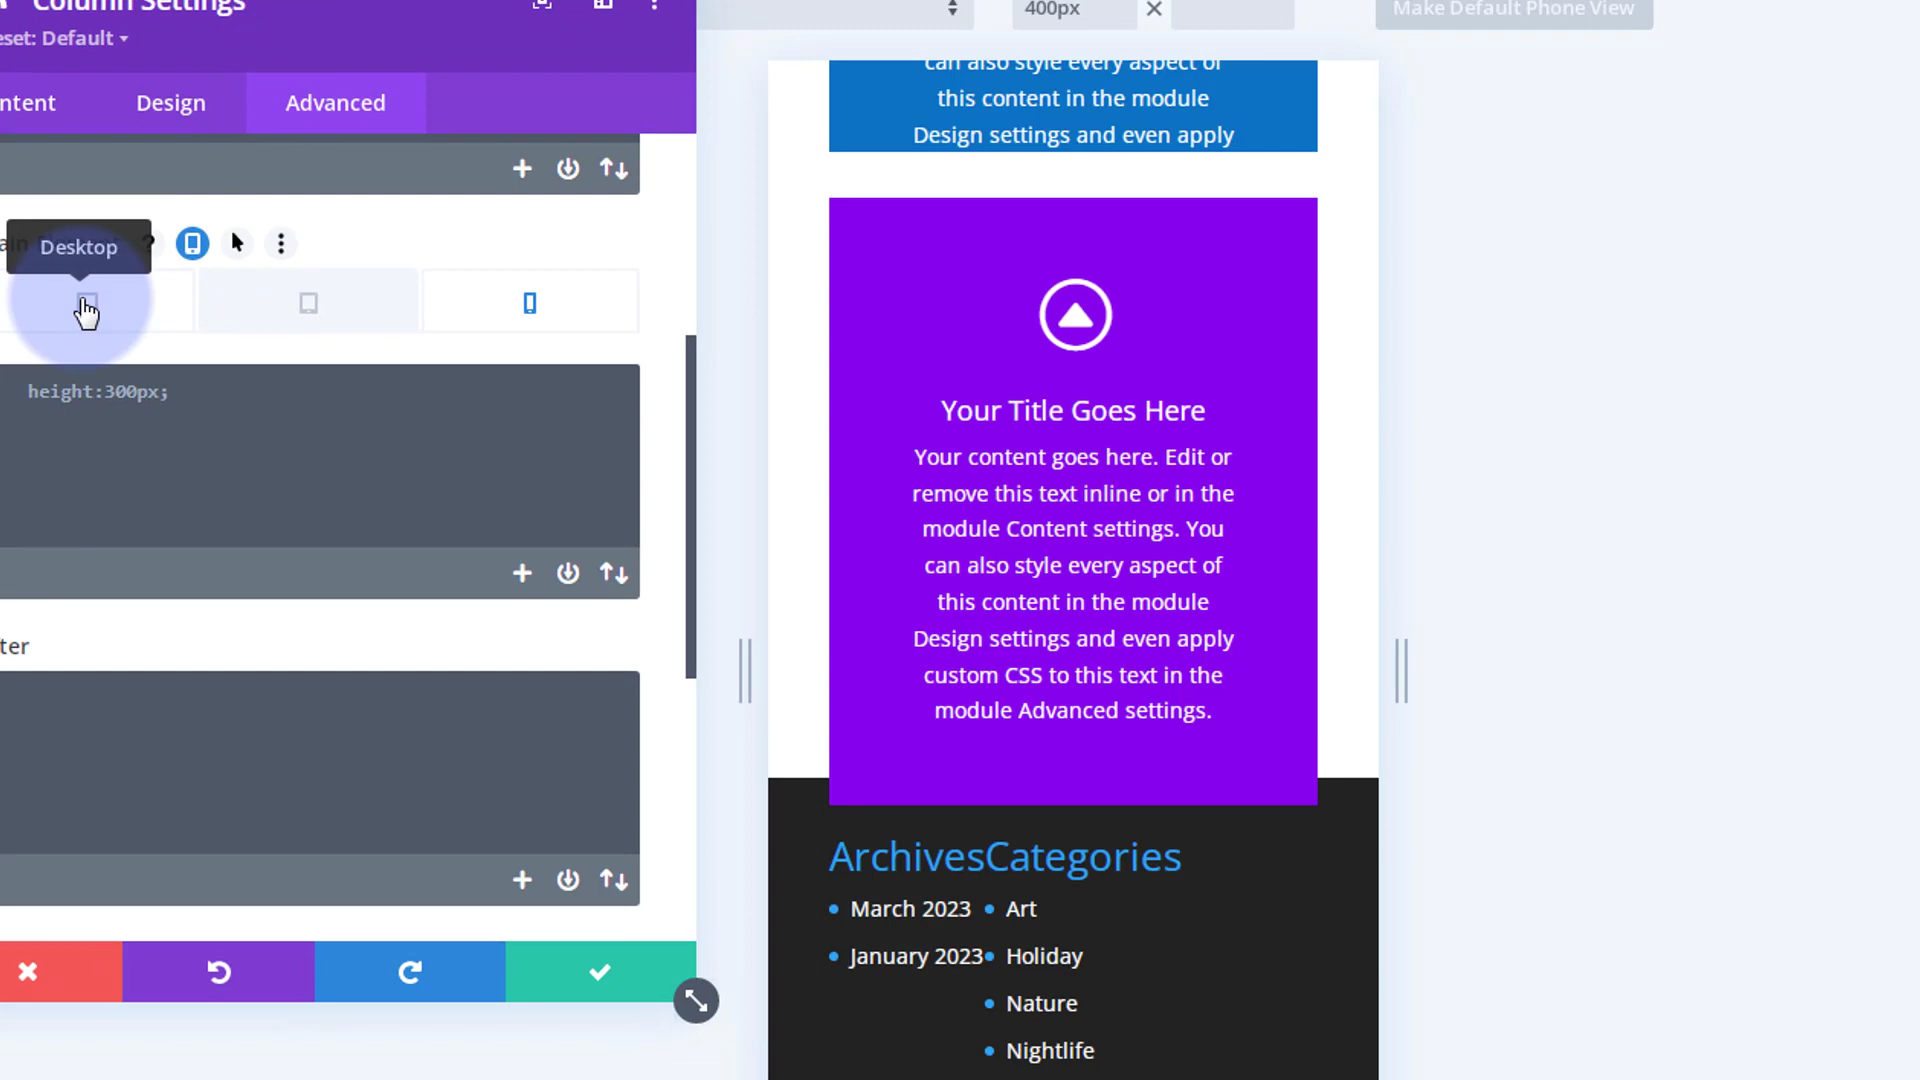 Column Settings
eset: Default
400px
Make Default Phone View
ntent
Design
Advanced
can also style every aspect of
this content in the module
Design settings and even apply
Desktop
?
height:300px;
Your Title Goes Here
Your content goes here. Edit or
remove this text inline or in the
module Content settings. You
can also style every aspect of
this content in the module
Design settings and even apply
custom CSS to this text in the
module Advanced settings.
ter
ArchivesCategories
March 2023 Art
January 2023 Holiday
Nature
Nightlife